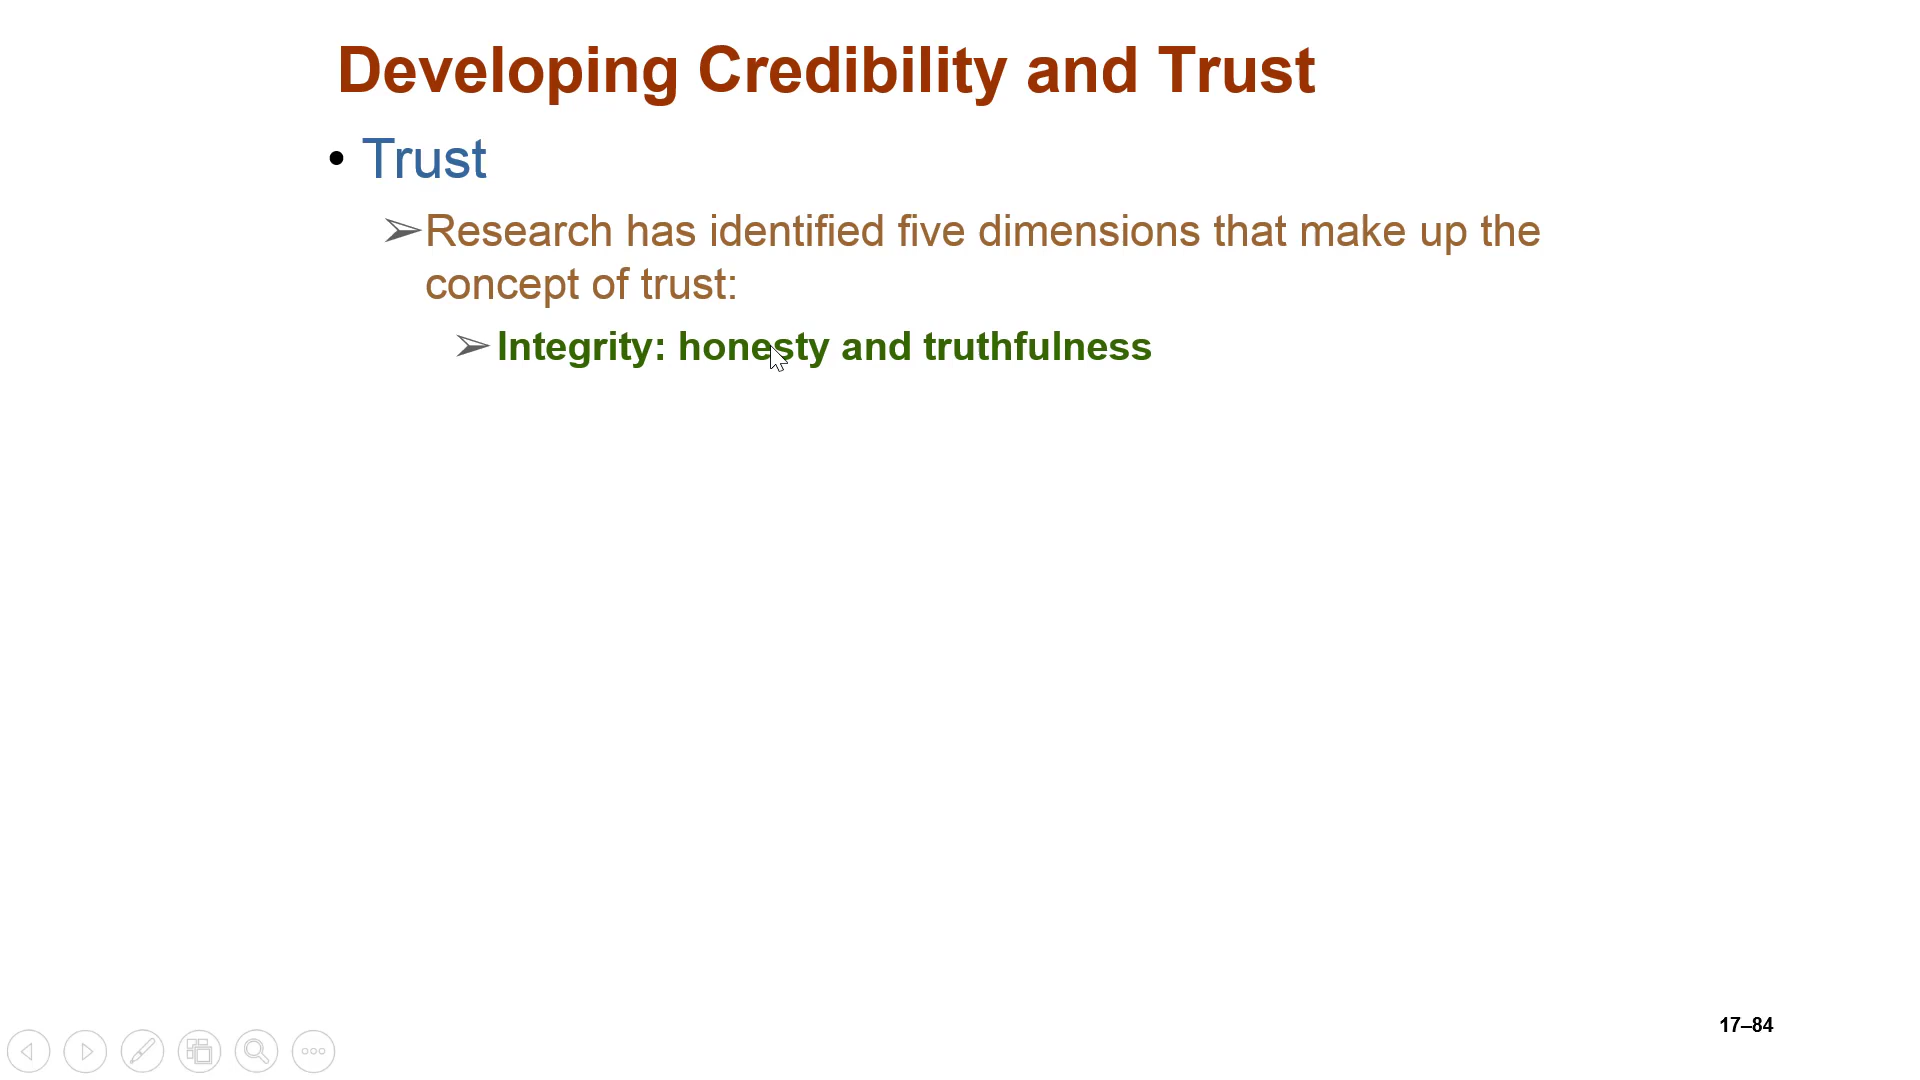 Developing Credibility and Trust
• Trust
➢Research has identified five dimensions that make up the
concept of trust:
➢Integrity: honesty and truthfulness
17–84